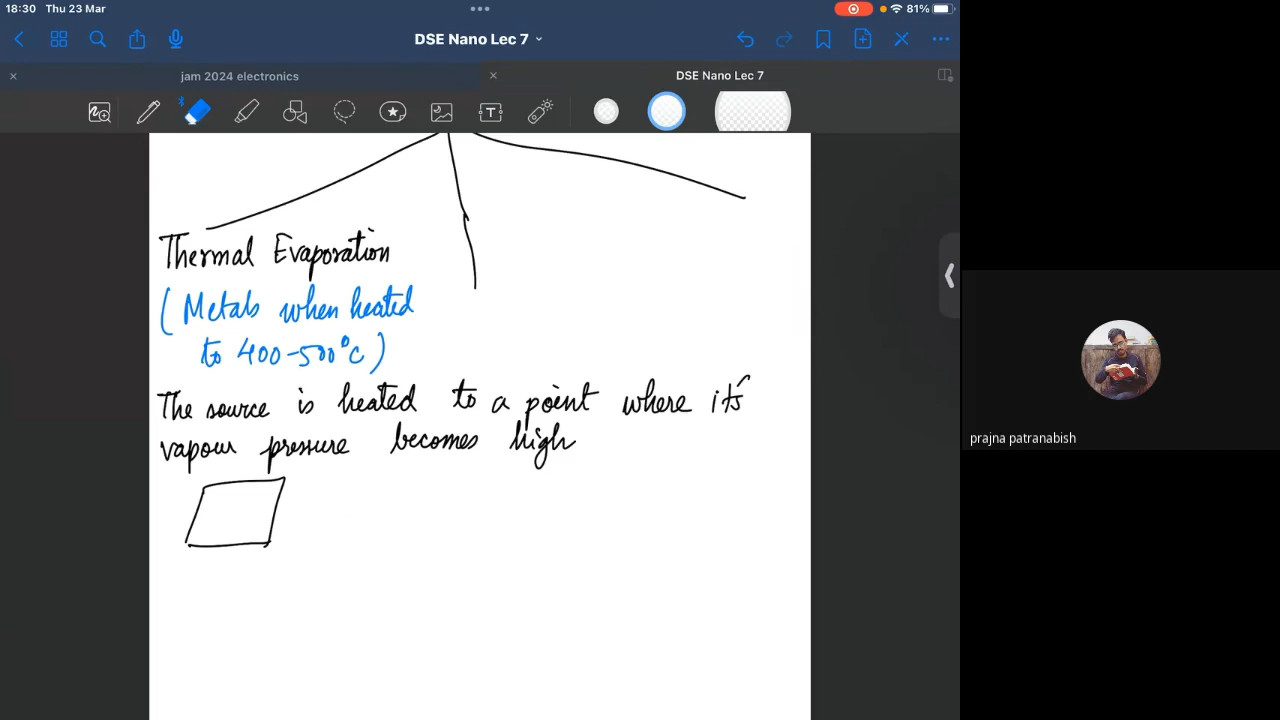 18:30 Thu 23 Mar
81%
DSE Nano Lec 7
jam 2024 electronics
DSE Nano Lec 7
Thermal Evaporation
(Metals when heated
to 400-500°C)
The source is heated to a point where its
vapour pressure becomes high
prajna patranabish